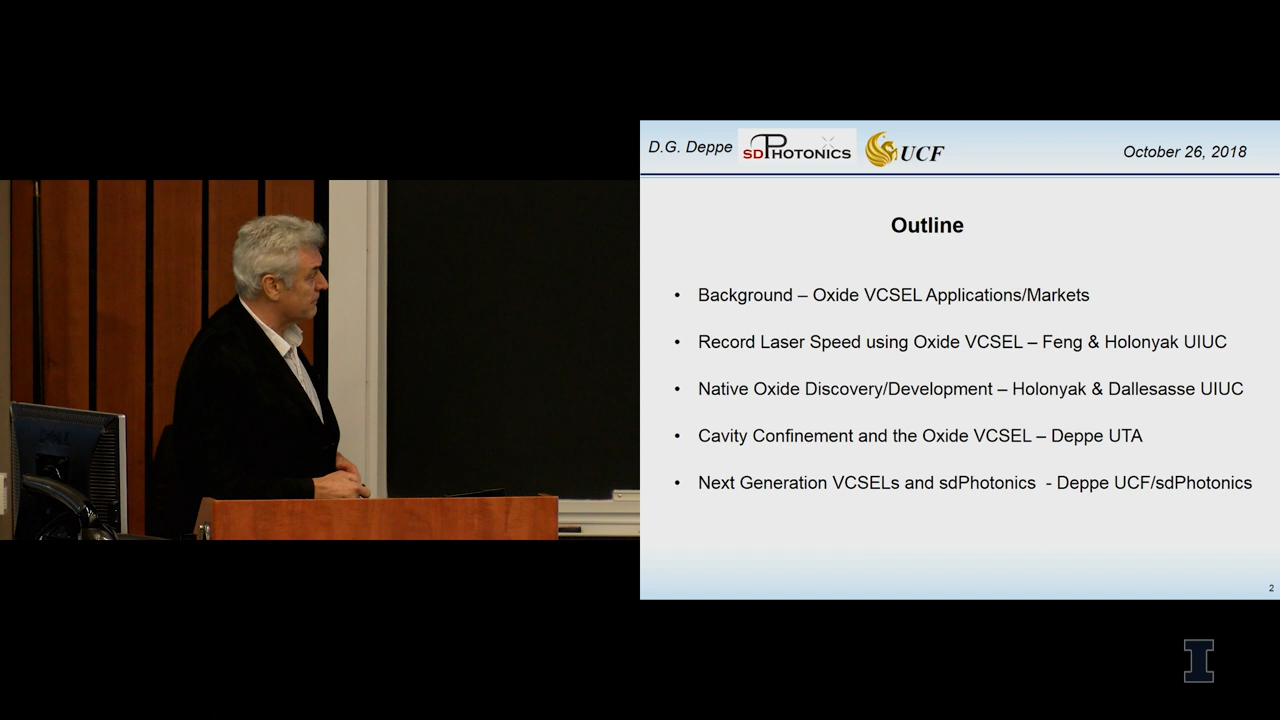 D.G. Deppe
SDPHOTONICS
UCF
October 26, 2018
Outline
• Background – Oxide VCSEL Applications/Markets
• Record Laser Speed using Oxide VCSEL – Feng & Holonyak UIUC
• Native Oxide Discovery/Development – Holonyak & Dallesasse UIUC
• Cavity Confinement and the Oxide VCSEL – Deppe UTA
• Next Generation VCSELs and sdPhotonics - Deppe UCF/sdPhotonics
2
DELL
I